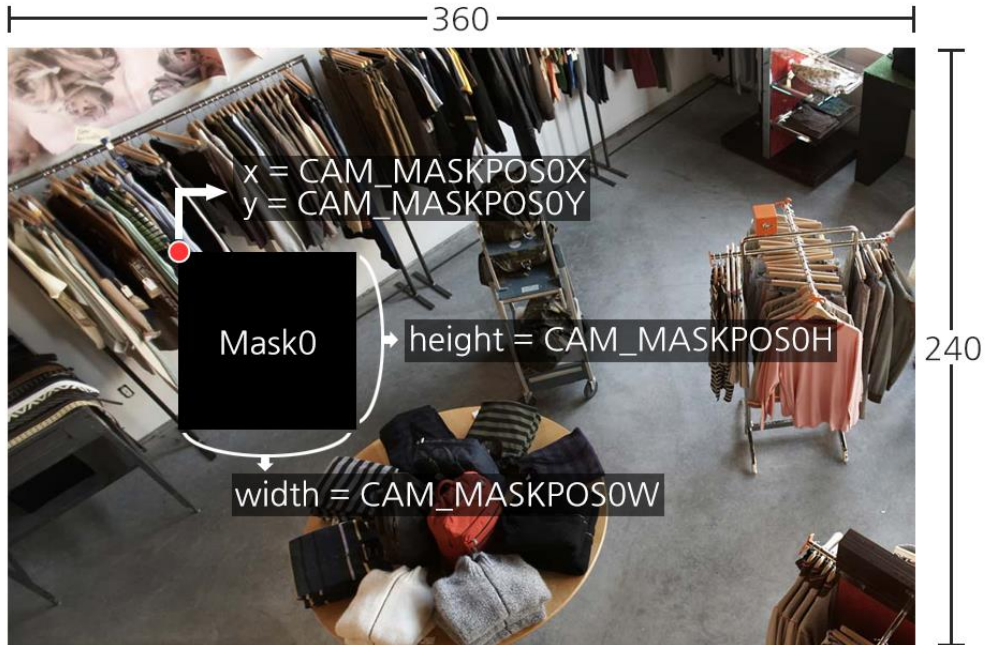 360
x = CAM_MASKPOS0X
y = CAM_MASKPOS0Y
Mask0
height = CAM_MASKPOS0H
240
width = CAM_MASKPOS0W